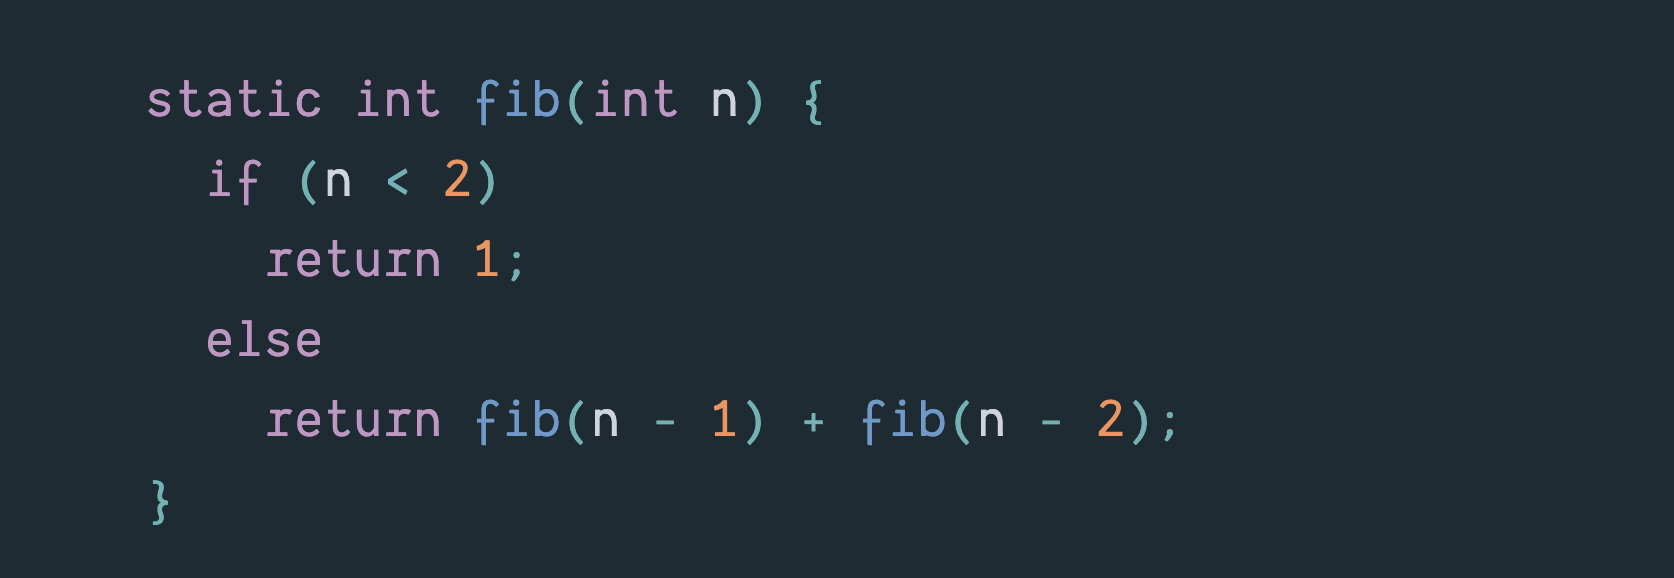 static int fib(int n) {
  if (n < 2)
    return 1;
  else
    return fib(n - 1) + fib(n - 2);
}